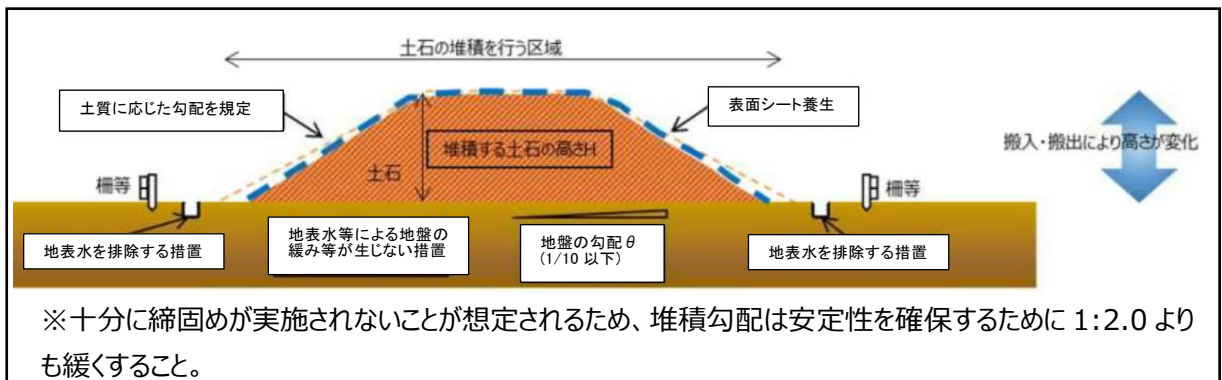 土石の堆積を行う区域
土質に応じた勾配を規定
表面シート養生
堆積する土石の高さH
搬入・搬出により高さが変化
土石
柵等
柵等
地表水を排除する措置
地表水等による地盤の
緩み等が生じない措置
地盤の勾配θ
(1/10 以下)
地表水を排除する措置
※十分に締固めが実施されないことが想定されるため、堆積勾配は安定性を確保するために 1:2.0 より
も緩くすること。